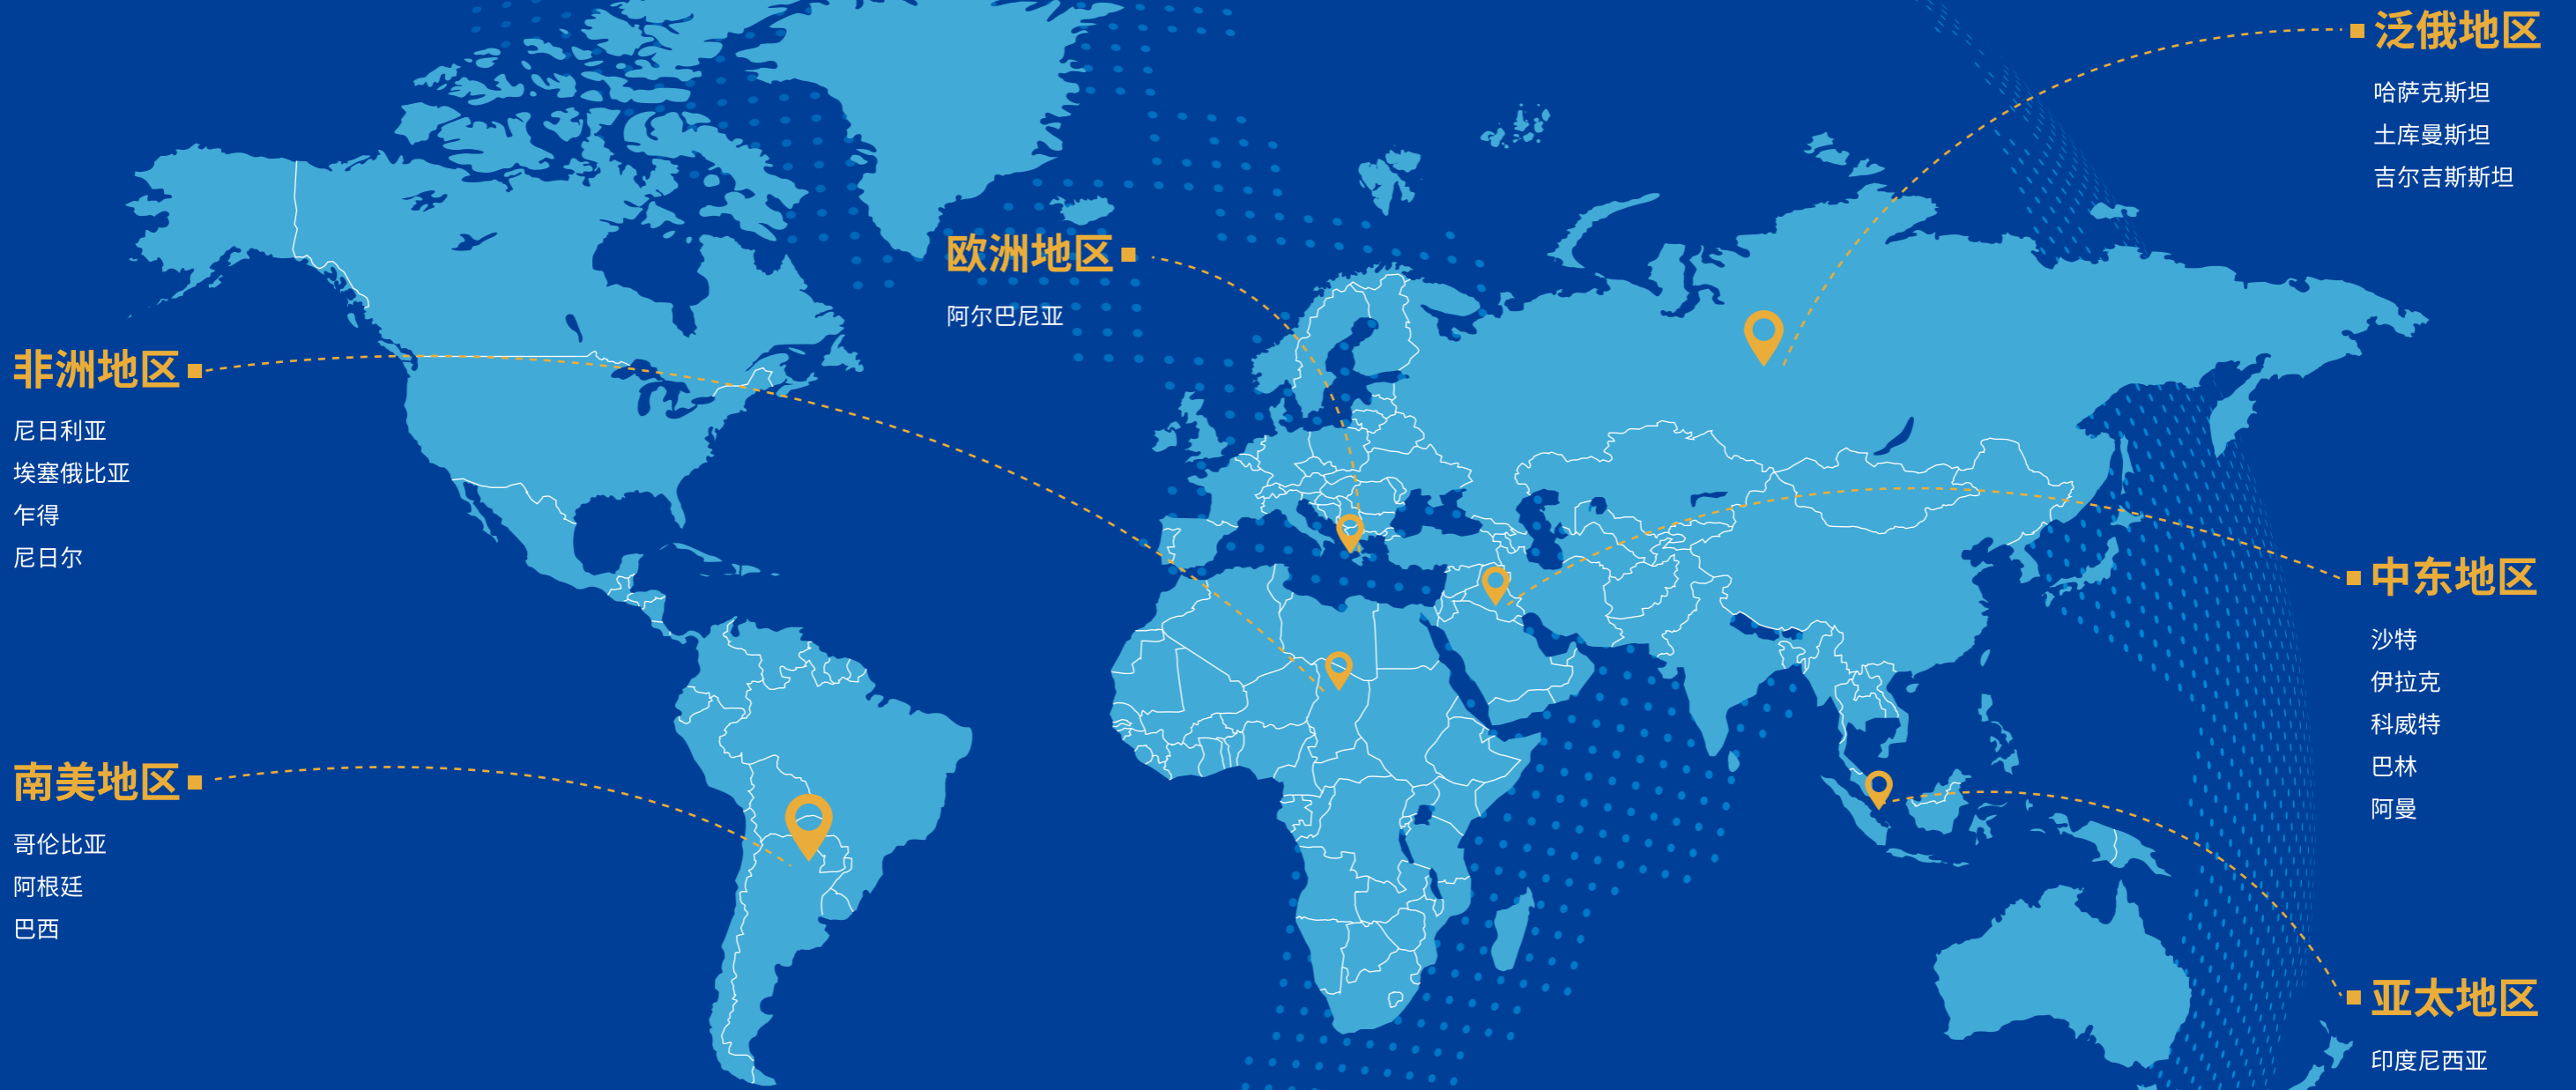 泛俄地区
哈萨克斯坦
土库曼斯坦
吉尔吉斯斯坦
欧洲地区
阿尔巴尼亚
非洲地区
尼日利亚
埃塞俄比亚
乍得
尼日尔
中东地区
沙特
伊拉克
科威特
巴林
阿曼
南美地区
哥伦比亚
阿根廷
巴西
亚太地区
印度尼西亚